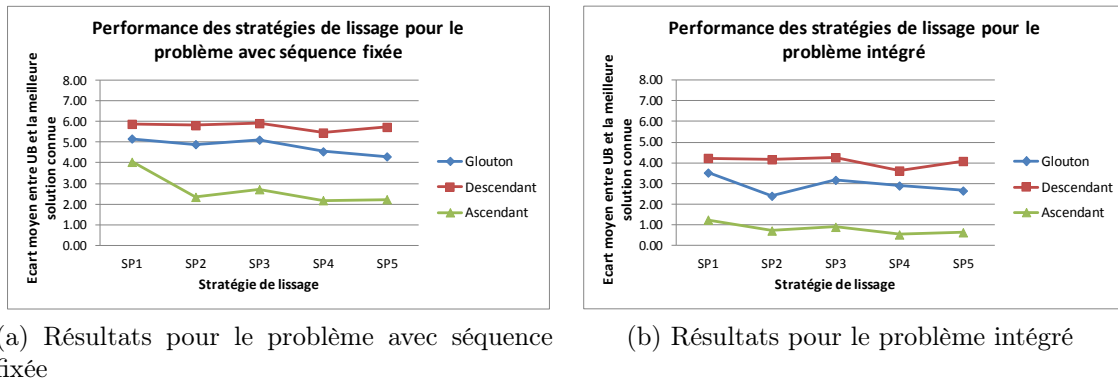 Performance des stratégies de lissage pour le
problème avec séquence fixée
Ecart moyen entre UB et la meilleure
solution connue
8.00
7.00
6.00
5.00
4.00
3.00
2.00
1.00
0.00
SP1 SP2 SP3 SP4 SP5
Stratégie de lissage
Glouton
Descendant
Ascendant
Performance des stratégies de lissage pour le
problème intégré
Ecart moyen entre UB et la meilleure
solution connue
8.00
7.00
6.00
5.00
4.00
3.00
2.00
1.00
0.00
SP1 SP2 SP3 SP4 SP5
Stratégie de lissage
Glouton
Descendant
Ascendant
(a) Résultats pour le problème avec séquence
fixée
(b) Résultats pour le problème intégré